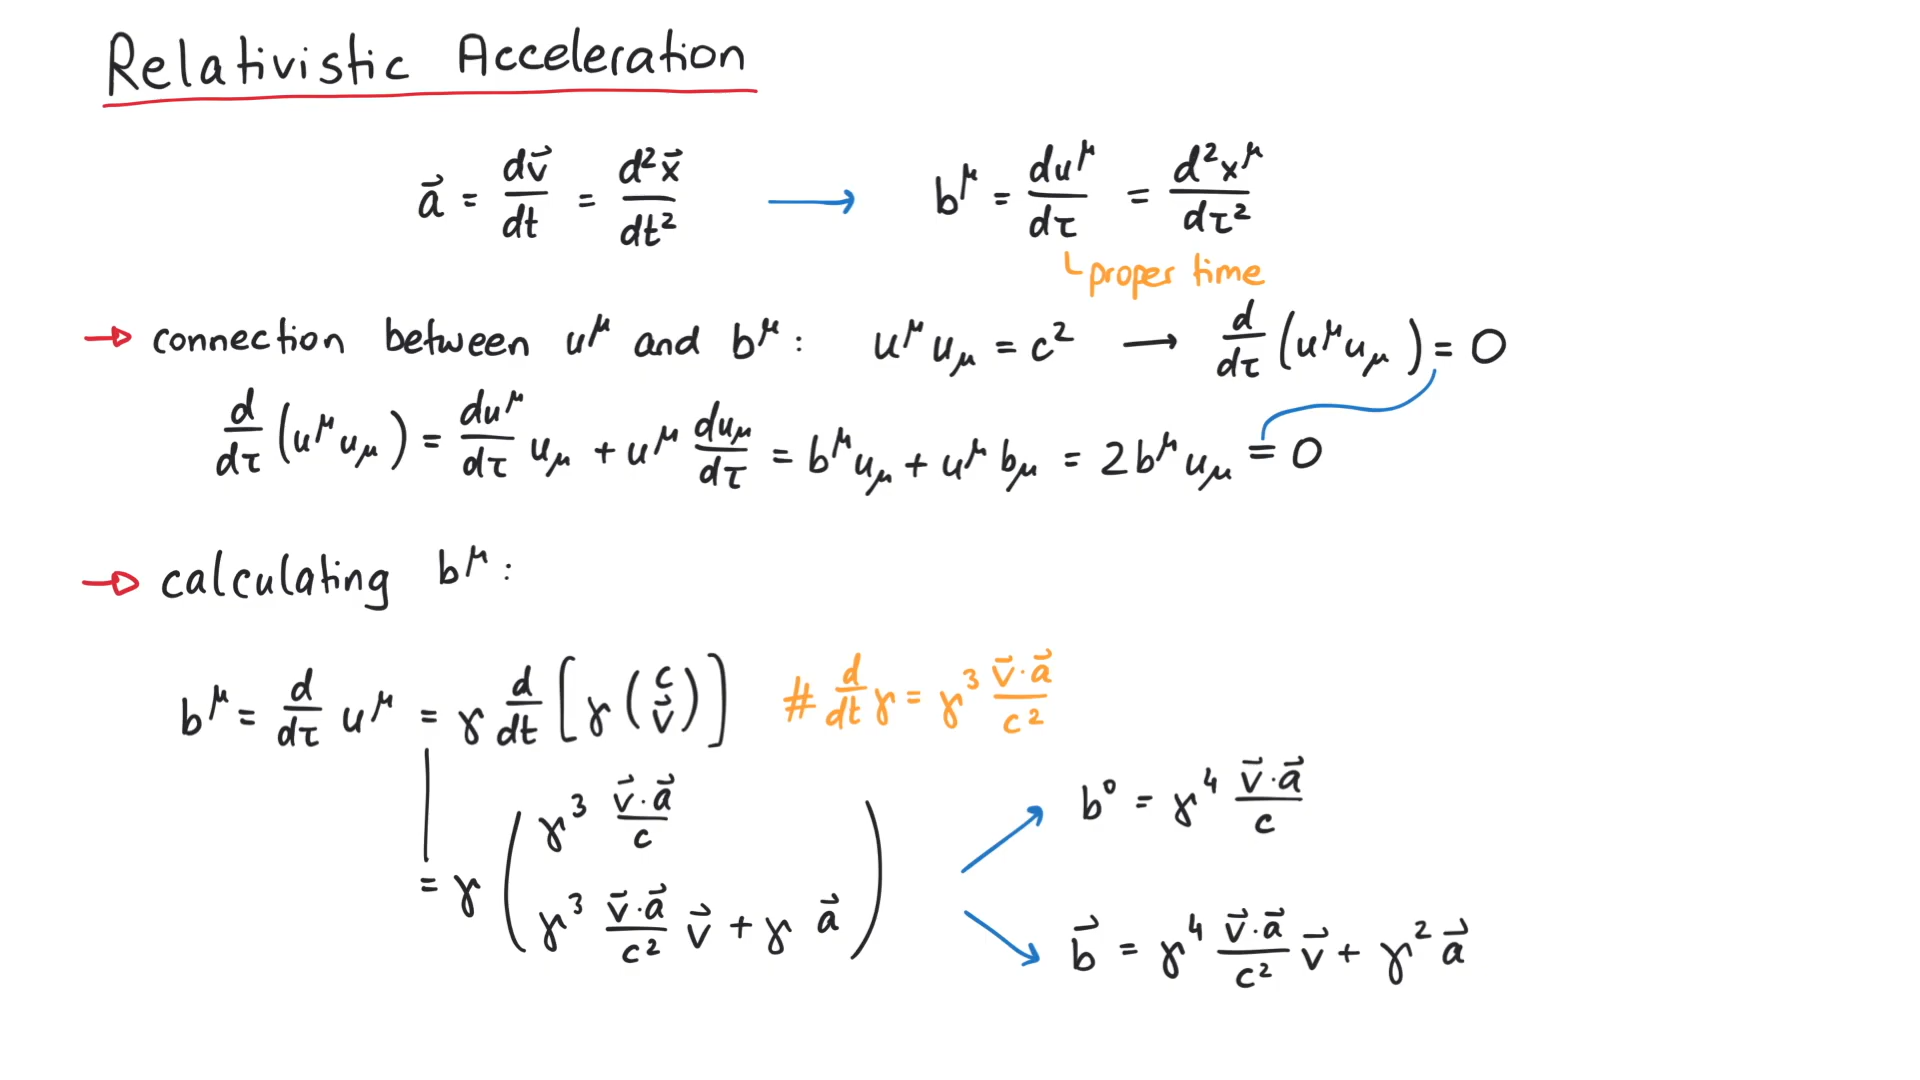 Relativistic Acceleration
a⃗ = dv⃗/dt = d²x⃗/dt² → b^μ = du^μ/dτ = d²x^μ/dτ²
proper time
→ connection between u^μ and b^μ : u^μ u_μ = c² → d/dτ (u^μ u_μ) = 0
d/dτ (u^μ u_μ) = du^μ/dτ u_μ + u^μ du_μ/dτ = b^μ u_μ + u^μ b_μ = 2b^μ u_μ = 0
→ calculating b^μ :
b^μ = d/dτ u^μ = γ d/dt [γ (c v⃗)] # d/dt γ = γ³ v⃗·a⃗/c²
= γ (γ³ v⃗·a⃗/c
γ³ v⃗·a⃗/c² v⃗ + γ a⃗)
b⁰ = γ⁴ v⃗·a⃗/c
b⃗ = γ⁴ v⃗·a⃗/c² v⃗ + γ² a⃗